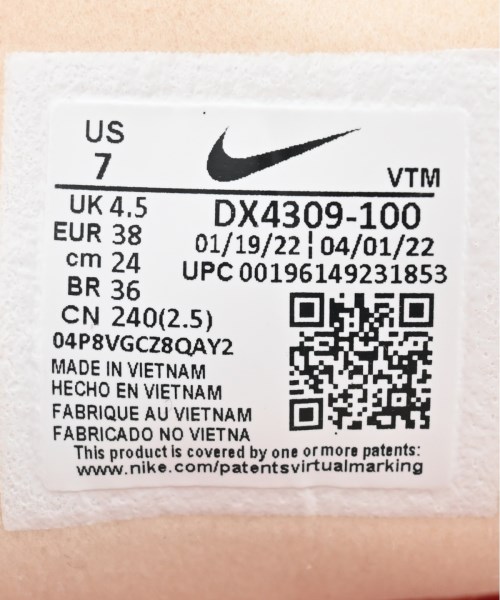 US
7
VTM
UK 4.5
EUR 38
cm 24
BR 36
CN 240(2.5)
DX4309-100
01/19/22 | 04/01/22
UPC 00196149231853
04P8VGCZ8QAY2
MADE IN VIETNAM
HECHO EN VIETNAM
FABRIQUE AU VIETNAM
FABRICADO NO VIETNA
This product is covered by one or more patents:
www.nike.com/patentsvirtualmarking